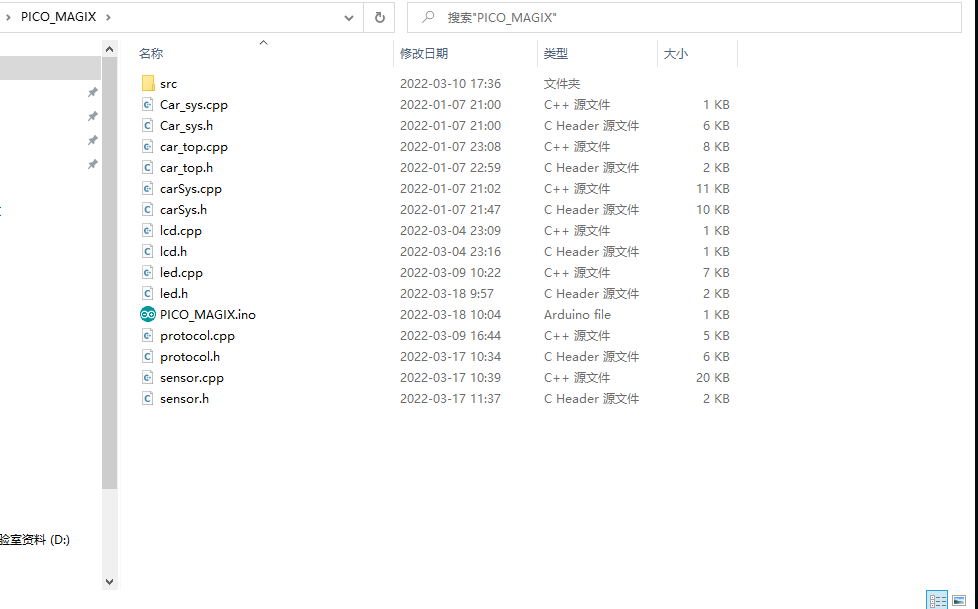 PICO_MAGIX
搜索"PICO_MAGIX"
名称 修改日期 类型 大小
src 2022-03-10 17:36 文件夹
Car_sys.cpp 2022-01-07 21:00 C++ 源文件 1 KB
Car_sys.h 2022-01-07 21:00 C Header 源文件 6 KB
car_top.cpp 2022-01-07 23:08 C++ 源文件 8 KB
car_top.h 2022-01-07 22:59 C Header 源文件 2 KB
carSys.cpp 2022-01-07 21:02 C++ 源文件 11 KB
carSys.h 2022-01-07 21:47 C Header 源文件 10 KB
lcd.cpp 2022-03-04 23:09 C++ 源文件 1 KB
lcd.h 2022-03-04 23:16 C Header 源文件 1 KB
led.cpp 2022-03-09 10:22 C++ 源文件 7 KB
led.h 2022-03-18 9:57 C Header 源文件 2 KB
PICO_MAGIX.ino 2022-03-18 10:04 Arduino file 1 KB
protocol.cpp 2022-03-09 16:44 C++ 源文件 5 KB
protocol.h 2022-03-17 10:34 C Header 源文件 6 KB
sensor.cpp 2022-03-17 10:39 C++ 源文件 20 KB
sensor.h 2022-03-17 11:37 C Header 源文件 2 KB
验室资料 (D:)